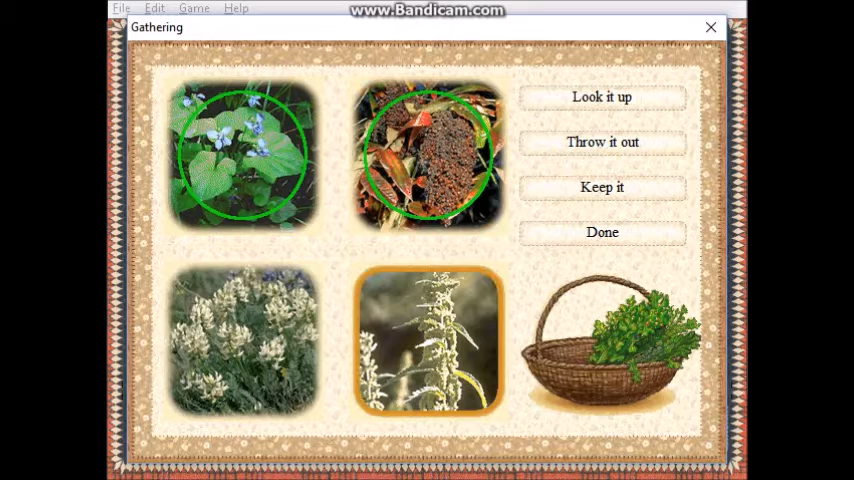 File Edit Game Help
www.Bandicam.com
Gathering
Look it up
Throw it out
Keep it
Done